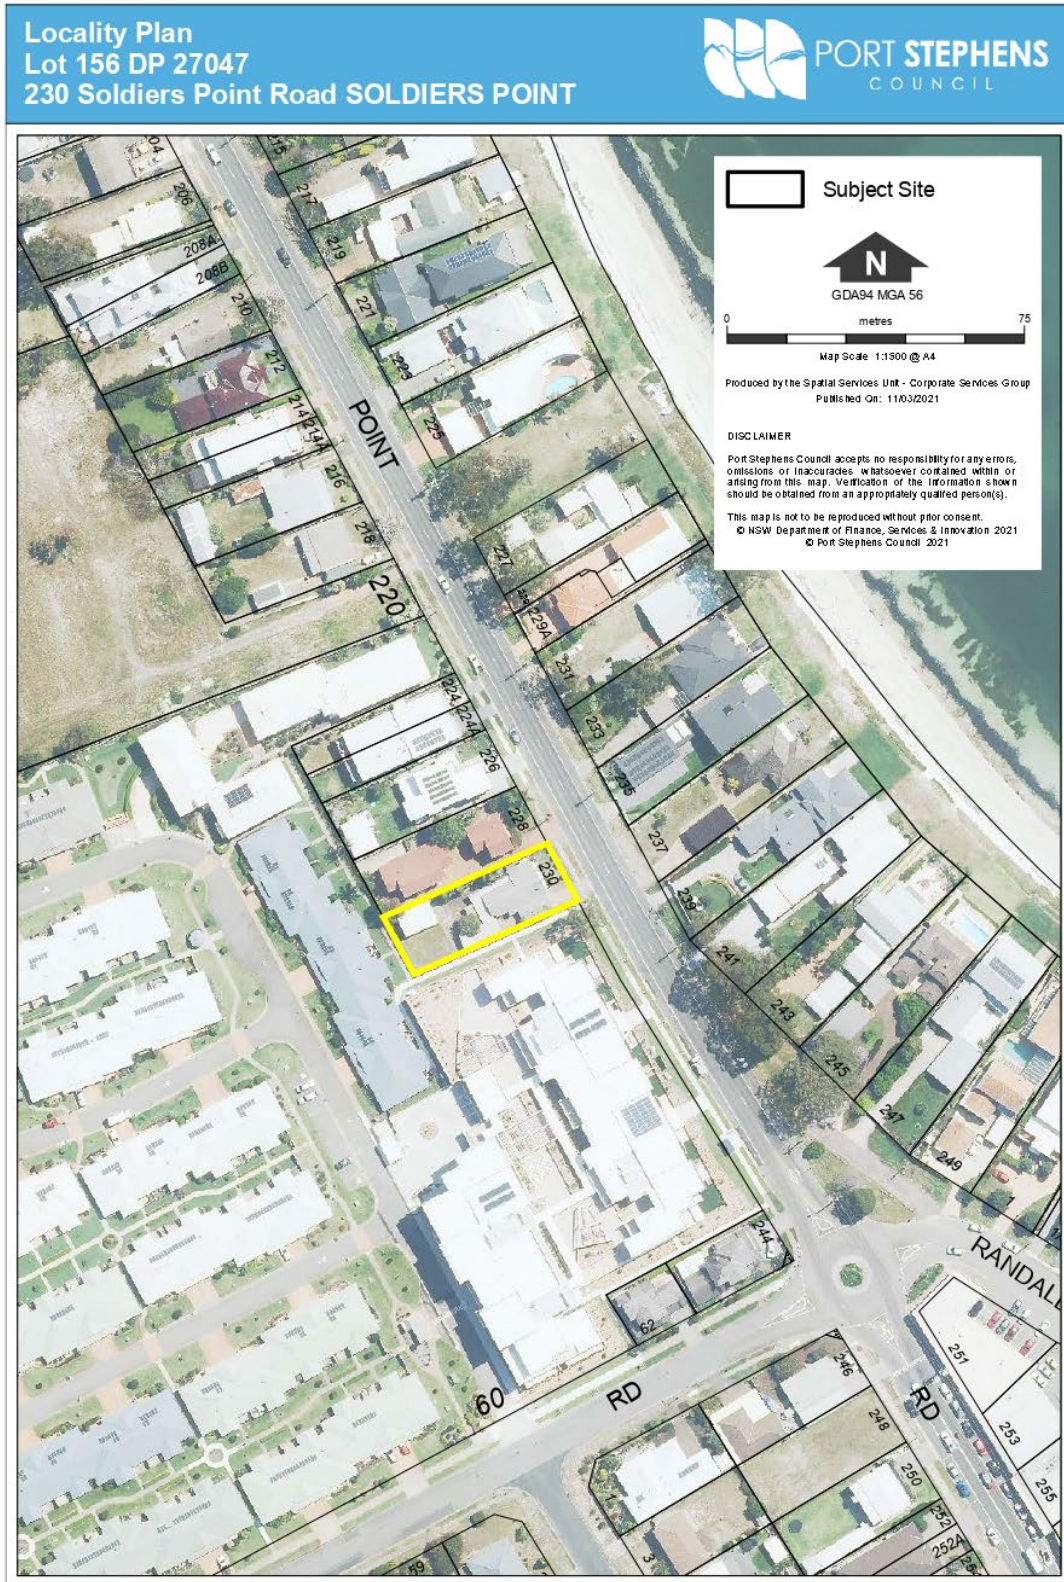 Locality Plan
Lot 156 DP 27047
230 Soldiers Point Road SOLDIERS POINT
PORT STEPHENS
COUNCIL
Subject Site
N
GDA94 MGA 56
0
metres
75
Map Scale 1:1500 @ A4
Produced by the Spatial Services Unit - Corporate Services Group
Published On: 11/03/2021
DISCLAIMER
Port Stephens Council accepts no responsibility for any errors,
omissions or inaccuracies whatsoever contained within or
arising from this map. Verification of the information shown
should be obtained from an appropriately qualified person(s).
This map is not to be reproduced without prior consent.
© NSW Department of Finance, Services & Innovation 2021
© Port Stephens Council 2021
204
206
208A
208B
210
212
214
214A
216
218
220
215
217
219
221
223
225
POINT
227
229A
231
233
235
237
239
241
243
245
247
249
1
224
224A
226
228
230
244
62
60
RD
RANDALL
RD
246
248
250
252
252A
251
253
255
1
3
59